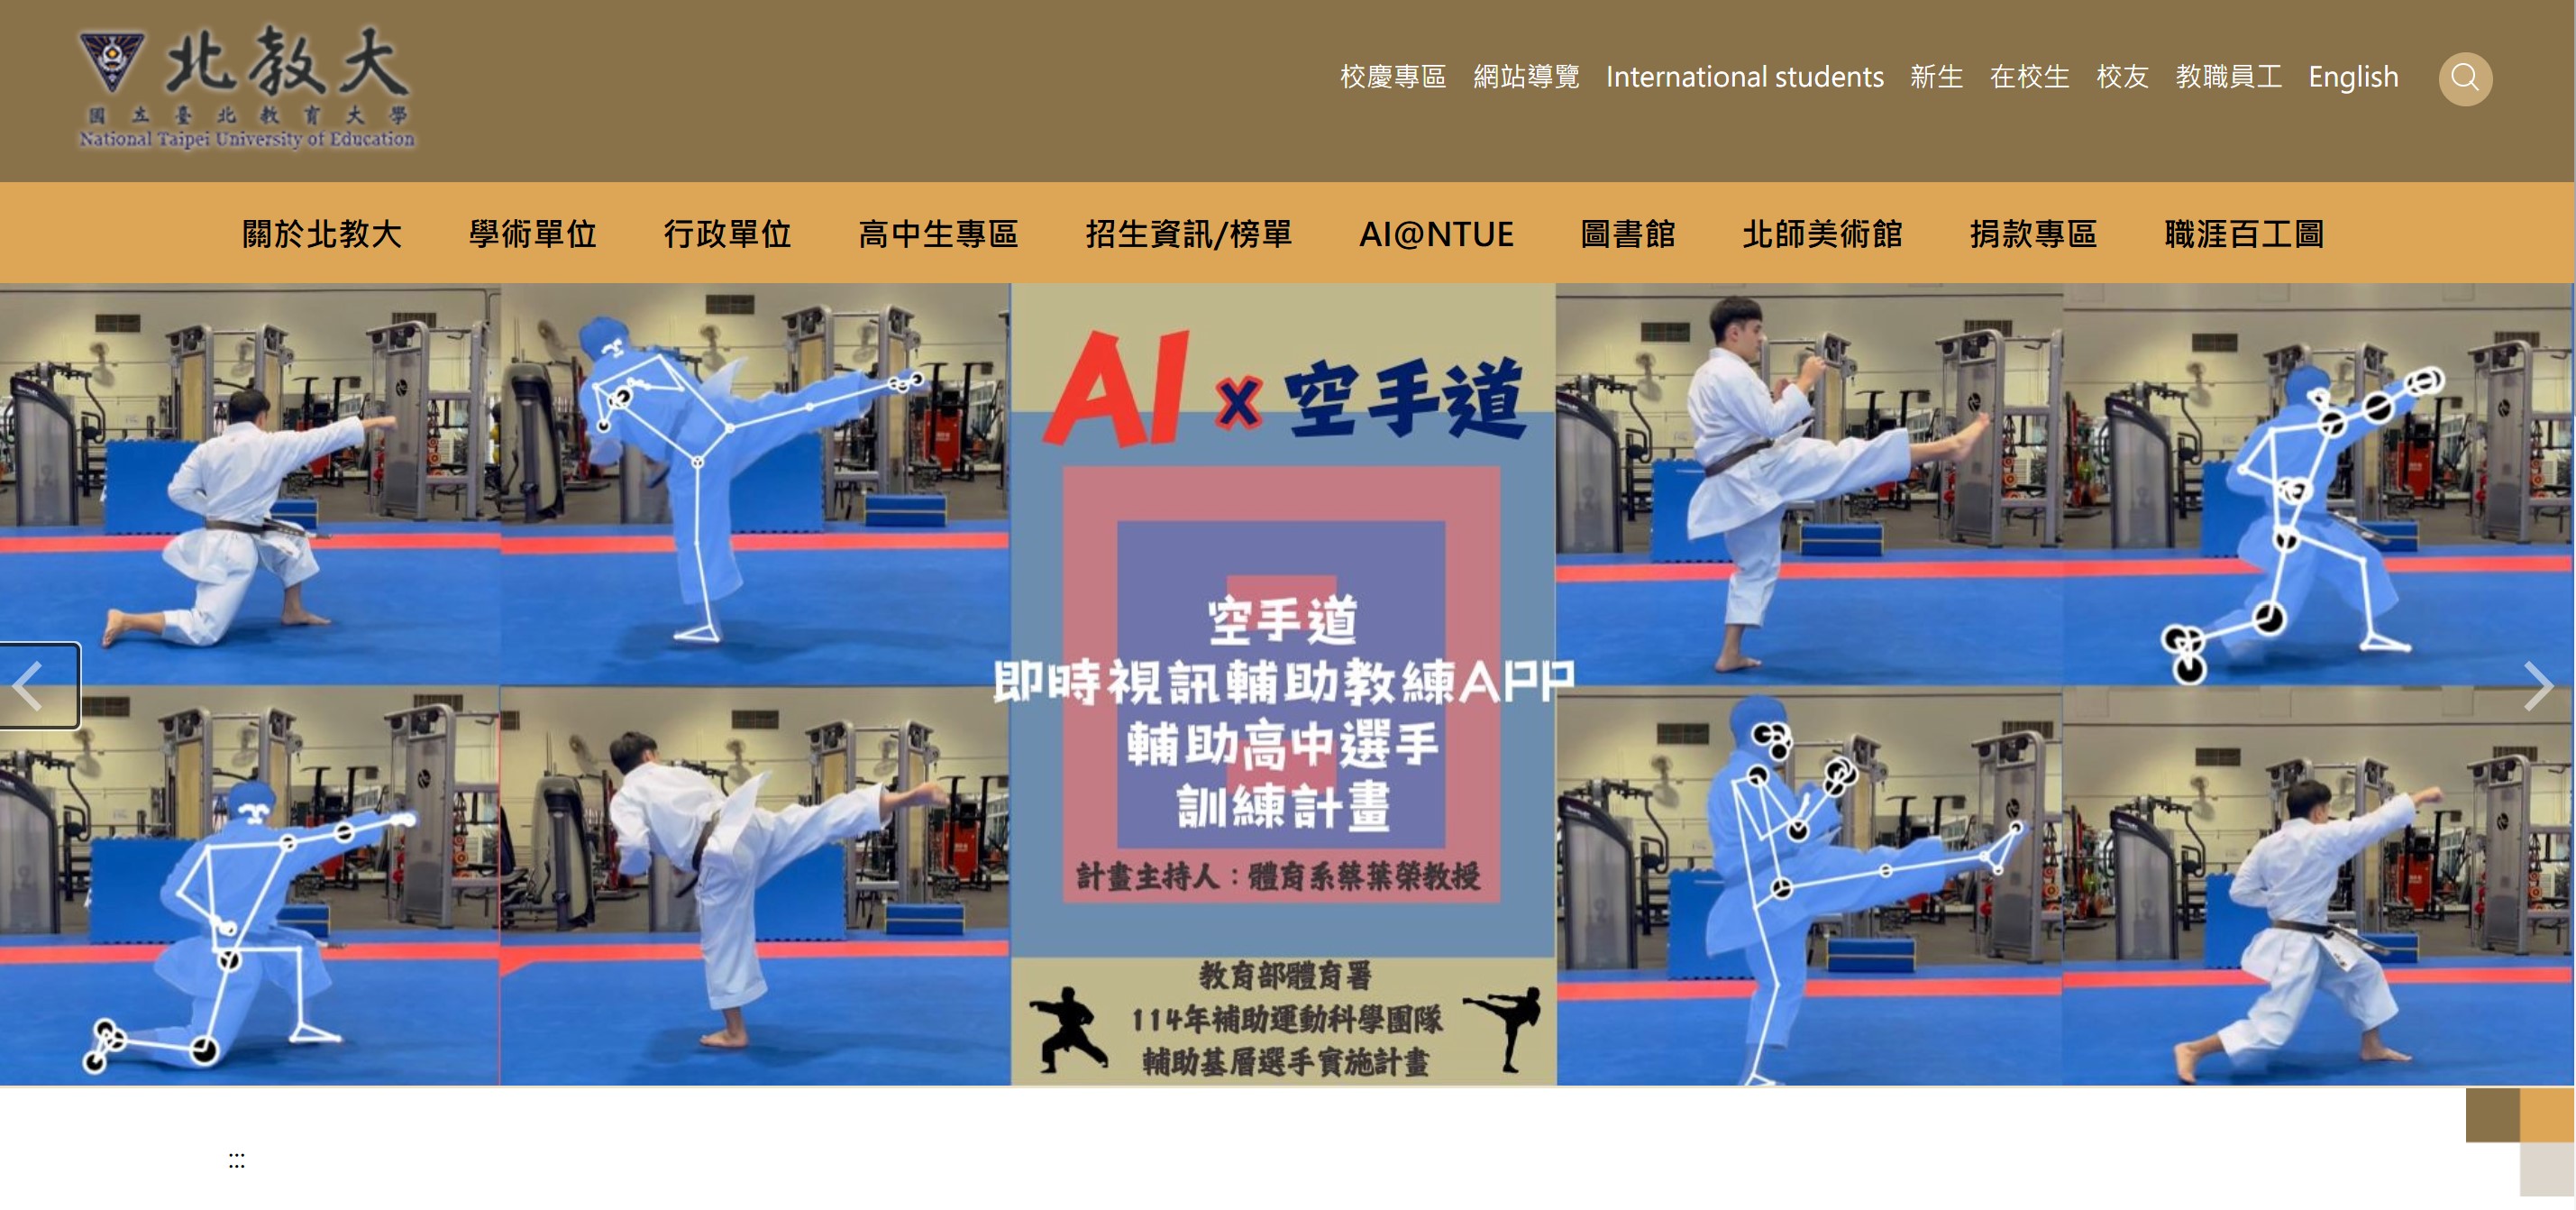 北教大
國立臺北教育大學
National Taipei University of Education
校慶專區 網站導覽 International students 新生 在校生 校友 教職員工 English
關於北教大 學術單位 行政單位 高中生專區 招生資訊/榜單 AI@NTUE 圖書館 北師美術館 捐款專區 職涯百工圖
AI x 空手道
空手道
即時視訊輔助教練APP
輔助高中選手
訓練計畫
計畫主持人：體育系蔡葉榮教授
教育部體育署
114年補助運動科學團隊
輔助基層選手實施計畫
:::